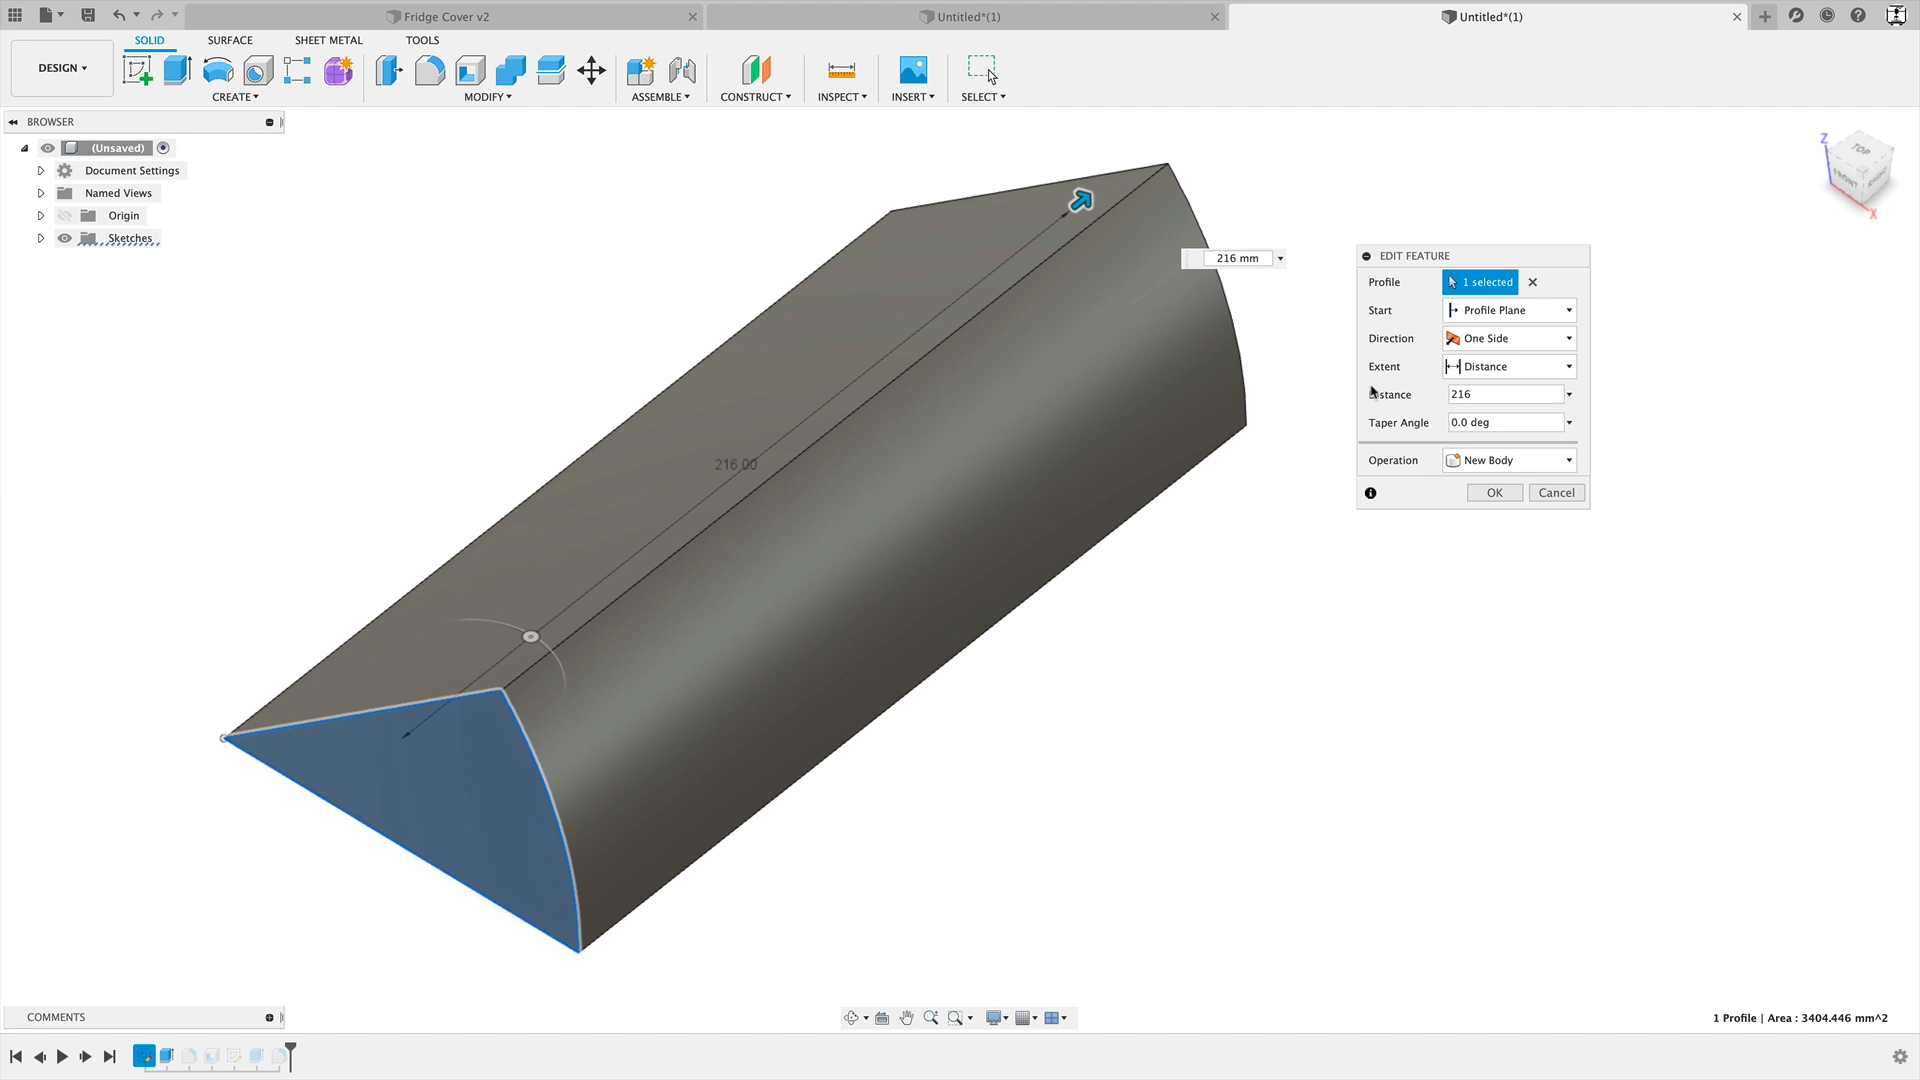 Fridge Cover v2
Untitled*(1)
Untitled*(1)
DESIGN
SOLID
SURFACE
SHEET METAL
TOOLS
CREATE
MODIFY
ASSEMBLE
CONSTRUCT
INSPECT
INSERT
SELECT
BROWSER
(Unsaved)
Document Settings
Named Views
Origin
Sketches
Z
TOP
FRONT
RIGHT
X
216 mm
216.00
EDIT FEATURE
Profile 1 selected
Start Profile Plane
Direction One Side
Extent Distance
Distance 216
Taper Angle 0.0 deg
Operation New Body
OK Cancel
COMMENTS
1 Profile | Area : 3404.446 mm^2